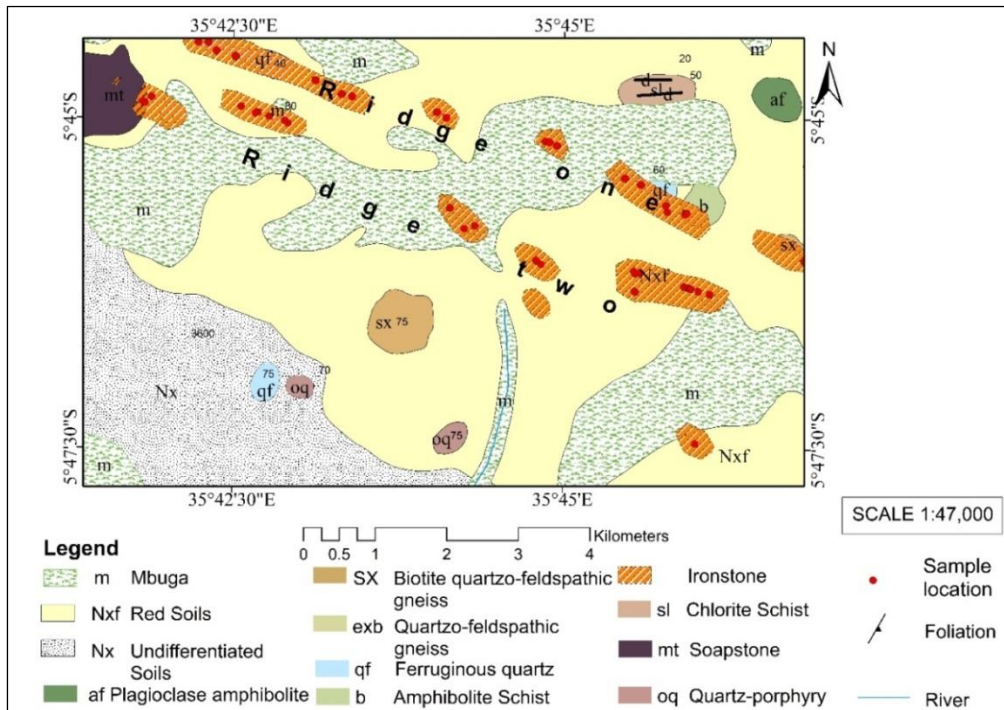 35°42'30"E 35°45'E
N
m
qf 40
m
20
50
d
sl d
mt
af
5°45'S
5°45'S
m 80
Ridge one
Ridge two
60
qf
b
m
sx
Nxf
sx 75
3600
75
70
Nx
qf
oq
m
m
oq 75
Nxf
m
5°47'30"S
5°47'30"S
35°42'30"E 35°45'E
SCALE 1:47,000
Kilometers
0 0.5 1 2 3 4
Legend
m Mbuga
Nxf Red Soils
Nx Undifferentiated
Soils
af Plagioclase amphibolite
SX Biotite quartzo-feldspathic
gneiss
exb Quartzo-feldspathic
gneiss
qf Ferruginous quartz
b Amphibolite Schist
Ironstone
sl Chlorite Schist
mt Soapstone
oq Quartz-porphyry
Sample
location
Foliation
River